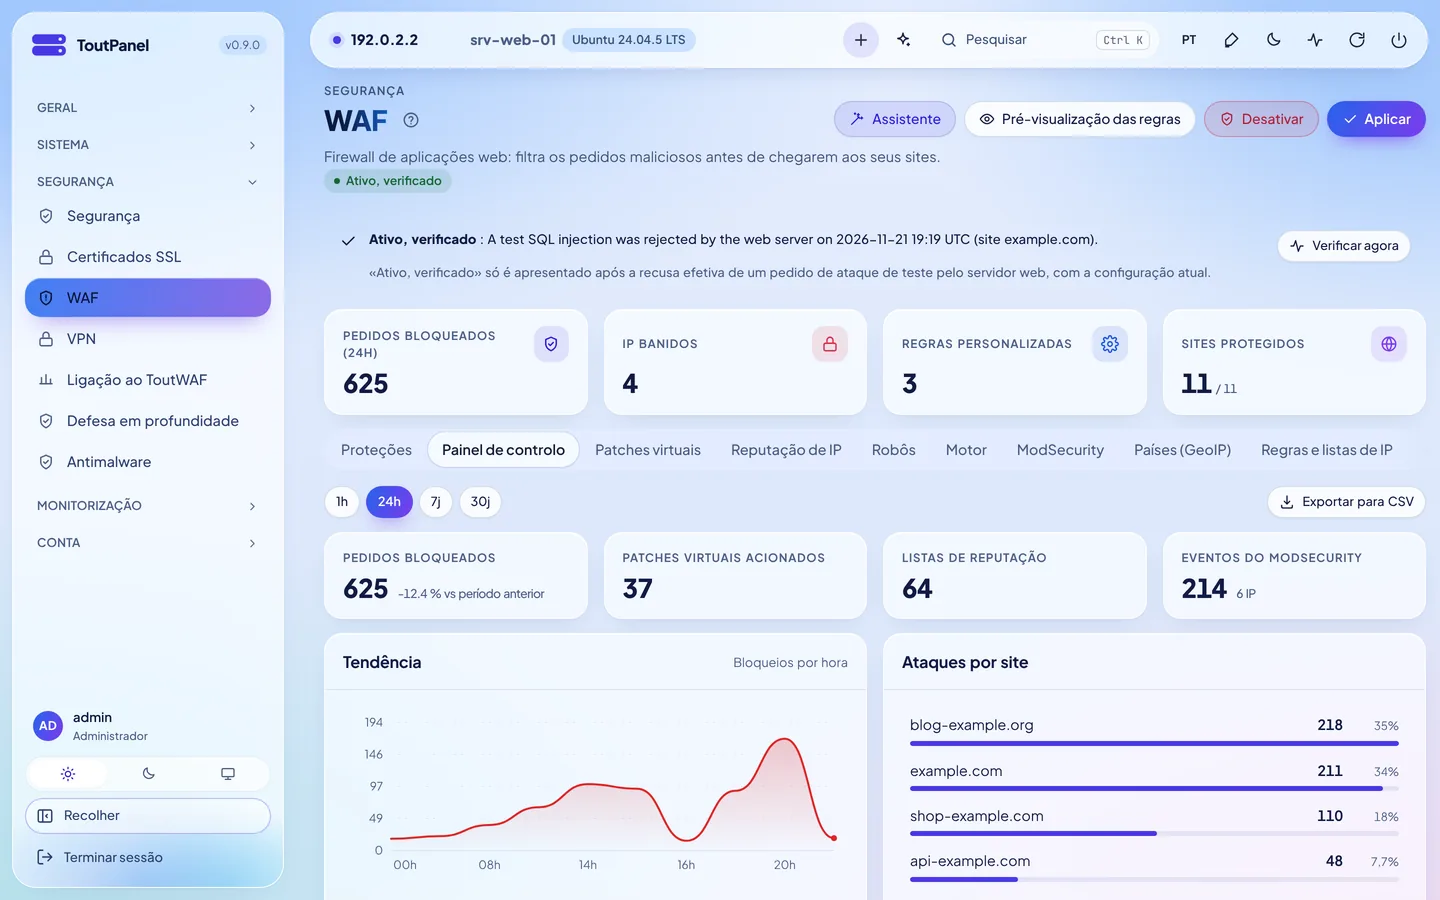 ToutPanel
v0.9.0
GERAL
SISTEMA
SEGURANÇA
Segurança
Certificados SSL
WAF
VPN
Ligação ao ToutWAF
Defesa em profundidade
Antimalware
MONITORIZAÇÃO
CONTA
AD
admin
Administrador
Recolher
Terminar sessão
192.0.2.2
srv-web-01
Ubuntu 24.04.5 LTS
Pesquisar
Ctrl K
PT
SEGURANÇA
WAF
Assistente
Pré-visualização das regras
Desativar
Aplicar
Firewall de aplicações web: filtra os pedidos maliciosos antes de chegarem aos seus sites.
Ativo, verificado
Ativo, verificado : A test SQL injection was rejected by the web server on 2026-11-21 19:19 UTC (site example.com).
«Ativo, verificado» só é apresentado após a recusa efetiva de um pedido de ataque de teste pelo servidor web, com a configuração atual.
Verificar agora
PEDIDOS BLOQUEADOS
(24H)
625
IP BANIDOS
4
REGRAS PERSONALIZADAS
3
SITES PROTEGIDOS
11 / 11
Proteções
Painel de controlo
Patches virtuais
Reputação de IP
Robôs
Motor
ModSecurity
Países (GeoIP)
Regras e listas de IP
1h
24h
7j
30j
Exportar para CSV
PEDIDOS BLOQUEADOS
625 -12.4 % vs período anterior
PATCHES VIRTUAIS ACIONADOS
37
LISTAS DE REPUTAÇÃO
64
EVENTOS DO MODSECURITY
214 6 IP
Tendência
Bloqueios por hora
194
146
97
49
0
00h
08h
14h
16h
20h
Ataques por site
blog-example.org 218 35%
example.com 211 34%
shop-example.com 110 18%
api-example.com 48 7.7%